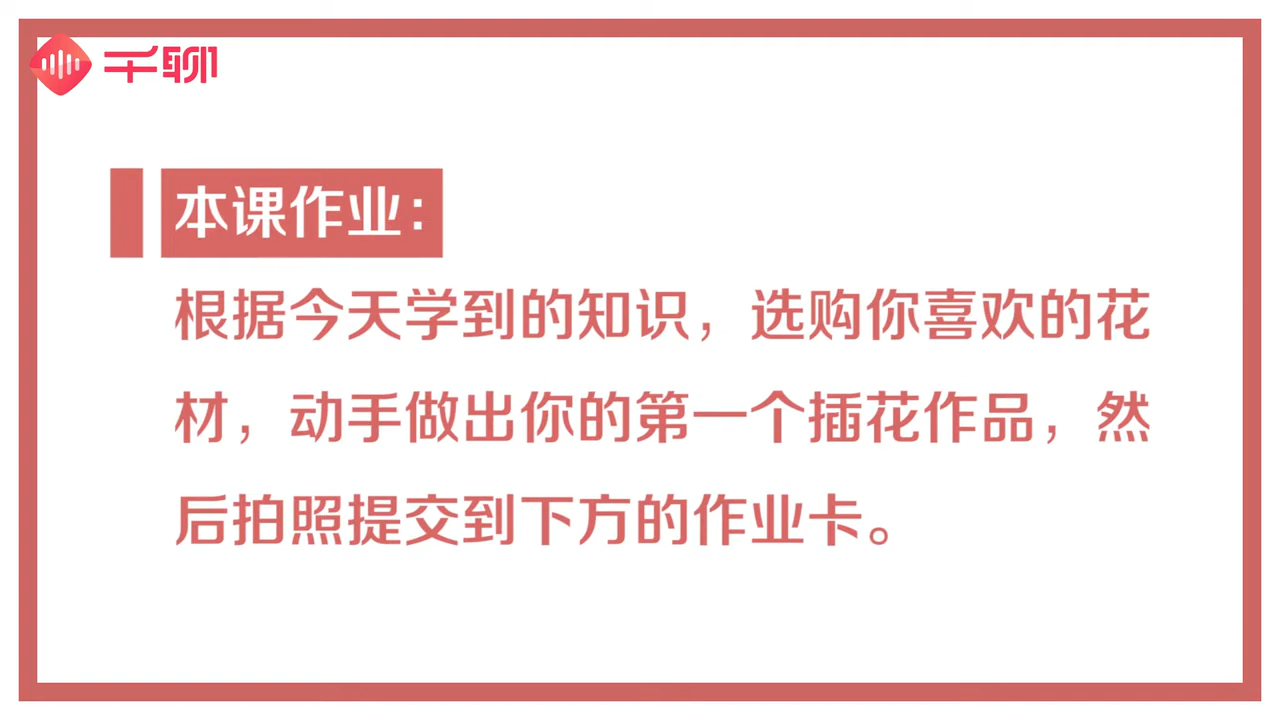 千聊
本课作业：
根据今天学到的知识，选购你喜欢的花
材，动手做出你的第一个插花作品，然
后拍照提交到下方的作业卡。